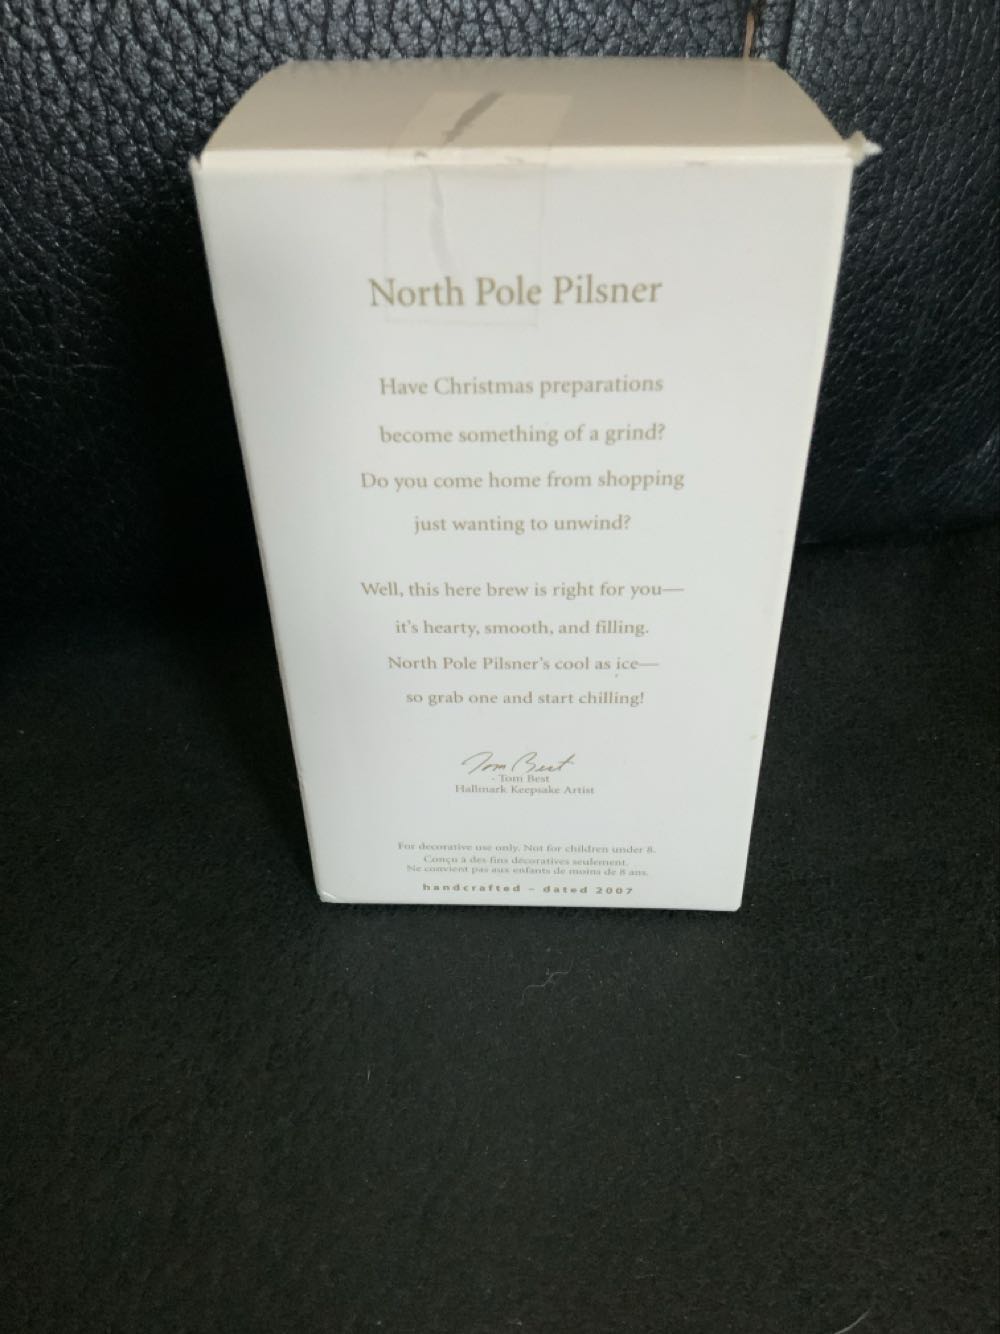 North Pole Pilsner
Have Christmas preparations
become something of a grind?
Do you come home from shopping
just wanting to unwind?
Well, this here brew is right for you—
it's hearty, smooth, and filling.
North Pole Pilsner's cool as ice—
so grab one and start chilling!
Tom Best
- Tom Best
Hallmark Keepsake Artist
For decorative use only. Not for children under 8.
Conçu à des fins décoratives seulement.
Ne convient pas aux enfants de moins de 8 ans.
handcrafted – dated 2007